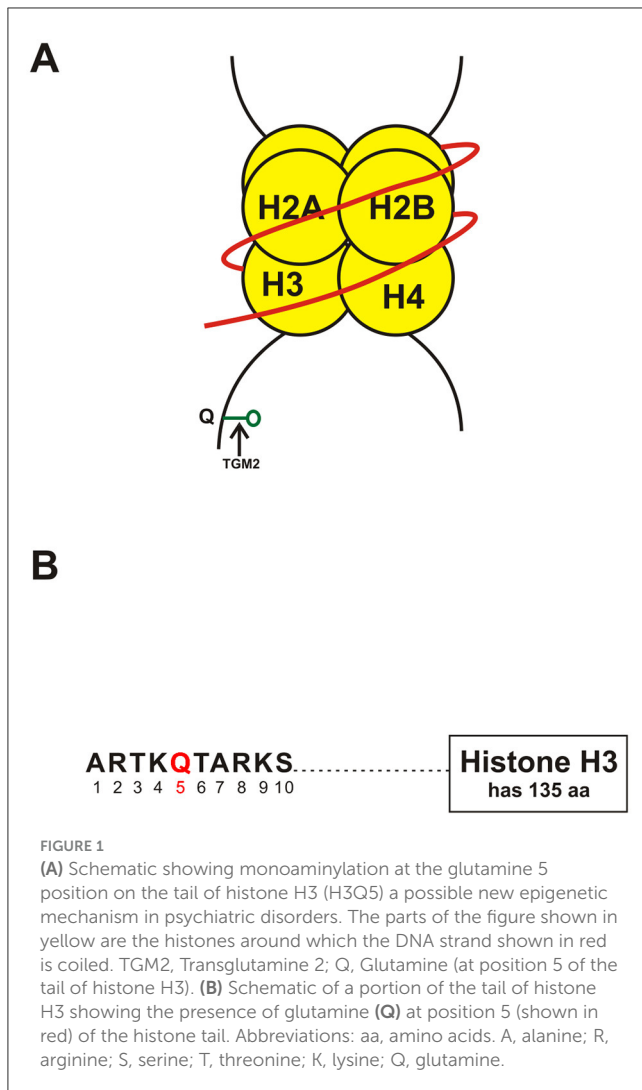 A
H2A
H2B
H3
H4
Q
TGM2
B
ARTKQTARKS
1 2 3 4 5 6 7 8 9 10
Histone H3
has 135 aa
FIGURE 1
(A) Schematic showing monoaminylation at the glutamine 5
position on the tail of histone H3 (H3Q5) a possible new epigenetic
mechanism in psychiatric disorders. The parts of the figure shown in
yellow are the histones around which the DNA strand shown in red
is coiled. TGM2, Transglutamine 2; Q, Glutamine (at position 5 of the
tail of histone H3). (B) Schematic of a portion of the tail of histone
H3 showing the presence of glutamine (Q) at position 5 (shown in
red) of the histone tail. Abbreviations: aa, amino acids. A, alanine; R,
arginine; S, serine; T, threonine; K, lysine; Q, glutamine.